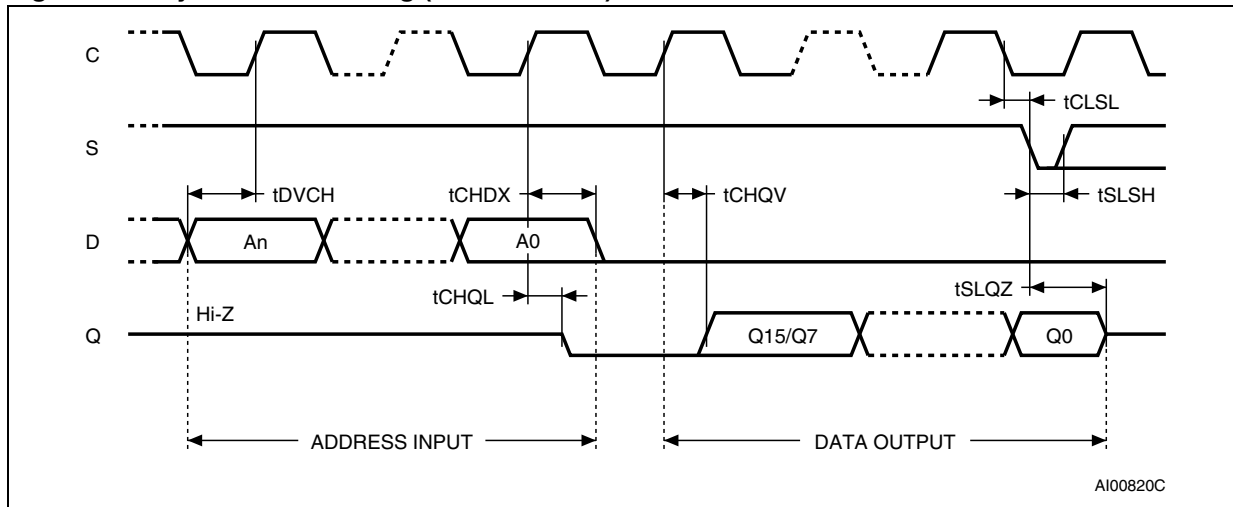 C
tCLSL
S
tDVCH
tCHDX
tCHQV
tSLSH
D
An
A0
tSLQZ
tCHQL
Hi-Z
Q
Q15/Q7
Q0
ADDRESS INPUT
DATA OUTPUT
AI00820C